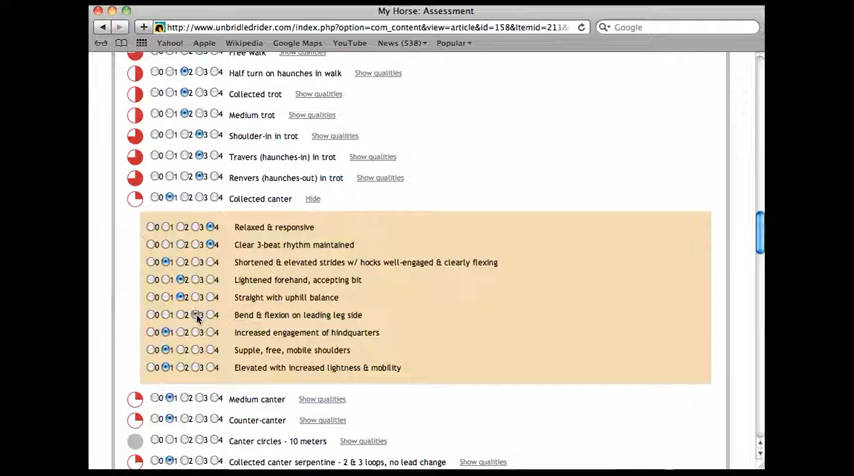 My Horse: Assessment
http://www.unbridledrider.com/index.php?option=com_content&view=article&id=158&Itemid=211&
Google
Yahoo! Apple Wikipedia Google Maps YouTube News (538) Popular
Free walk Show qualities
0 1 2 3 4 Half turn on haunches in walk Show qualities
0 1 2 3 4 Collected trot Show qualities
0 1 2 3 4 Medium trot Show qualities
0 1 2 3 4 Shoulder-in in trot Show qualities
0 1 2 3 4 Travers (haunches-in) in trot Show qualities
0 1 2 3 4 Renvers (haunches-out) in trot Show qualities
0 1 2 3 4 Collected canter Hide
0 1 2 3 4 Relaxed & responsive
0 1 2 3 4 Clear 3-beat rhythm maintained
0 1 2 3 4 Shortened & elevated strides w/ hocks well-engaged & clearly flexing
0 1 2 3 4 Lightened forehand, accepting bit
0 1 2 3 4 Straight with uphill balance
0 1 2 3 4 Bend & flexion on leading leg side
0 1 2 3 4 Increased engagement of hindquarters
0 1 2 3 4 Supple, free, mobile shoulders
0 1 2 3 4 Elevated with increased lightness & mobility
0 1 2 3 4 Medium canter Show qualities
0 1 2 3 4 Counter-canter Show qualities
0 1 2 3 4 Canter circles - 10 meters Show qualities
0 1 2 3 4 Collected canter serpentine - 2 & 3 loops, no lead change Show qualities